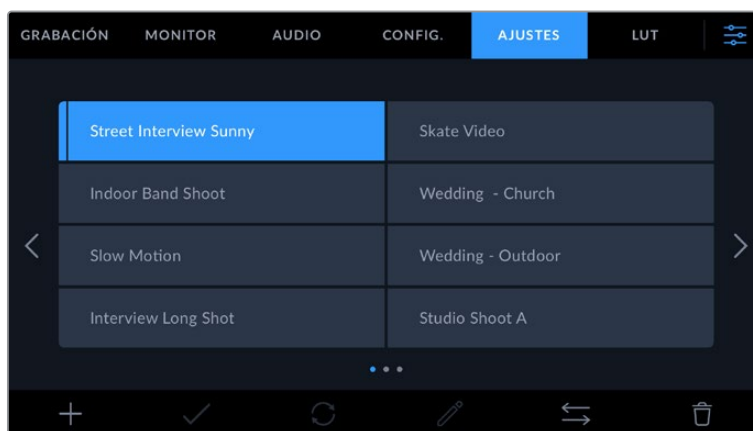 GRABACIÓN MONITOR AUDIO CONFIG. AJUSTES LUT
Street Interview Sunny Skate Video
Indoor Band Shoot Wedding - Church
Slow Motion Wedding - Outdoor
Interview Long Shot Studio Shoot A